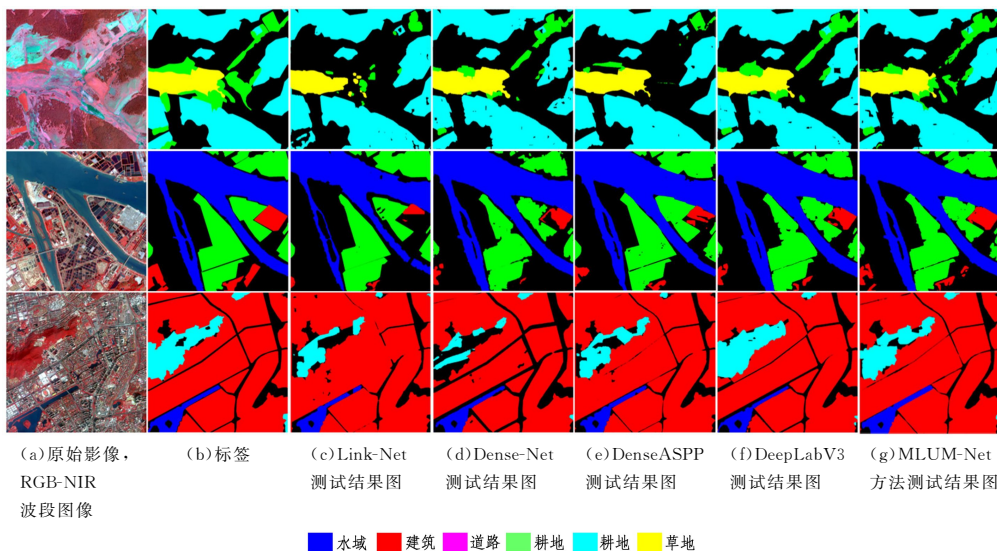 (a)原始影像,
RGB-NIR
波段图像
(b)标签
(c)Link-Net
测试结果图
(d)Dense-Net
测试结果图
(e)DenseASPP
测试结果图
(f)DeepLabV3
测试结果图
(g)MLUM-Net
方法测试结果图
水域 建筑 道路 耕地 耕地 草地